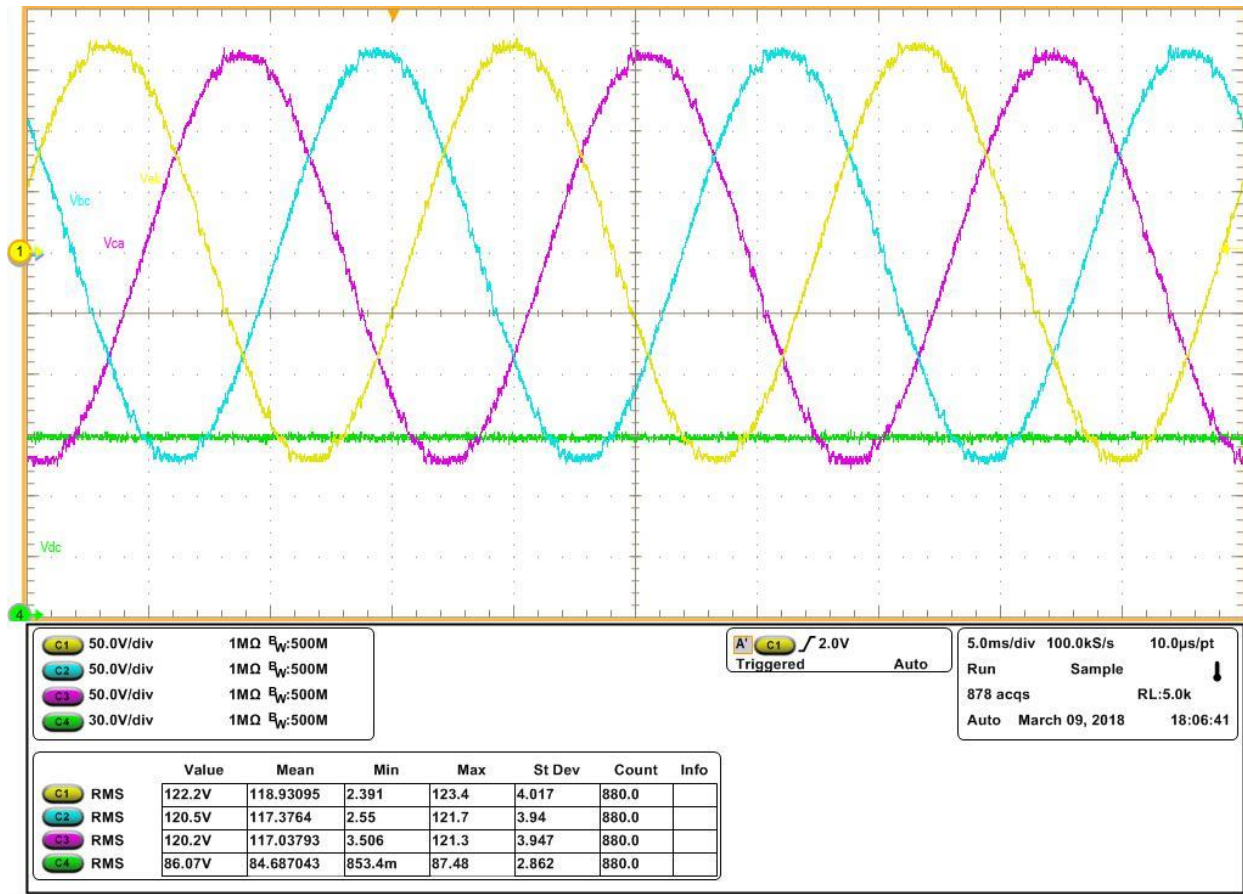 Vab
Vbc
Vca
1
Vdc
4
C1 50.0V/div 1MΩ BW:500M
C2 50.0V/div 1MΩ BW:500M
C3 50.0V/div 1MΩ BW:500M
C4 30.0V/div 1MΩ BW:500M
A' C1 2.0V
Triggered Auto
5.0ms/div 100.0kS/s 10.0µs/pt
Run Sample
878 acqs RL:5.0k
Auto March 09, 2018 18:06:41
Value Mean Min Max St Dev Count Info
C1 RMS 122.2V 118.93095 2.391 123.4 4.017 880.0
C2 RMS 120.5V 117.3764 2.55 121.7 3.94 880.0
C3 RMS 120.2V 117.03793 3.506 121.3 3.947 880.0
C4 RMS 86.07V 84.687043 853.4m 87.48 2.862 880.0